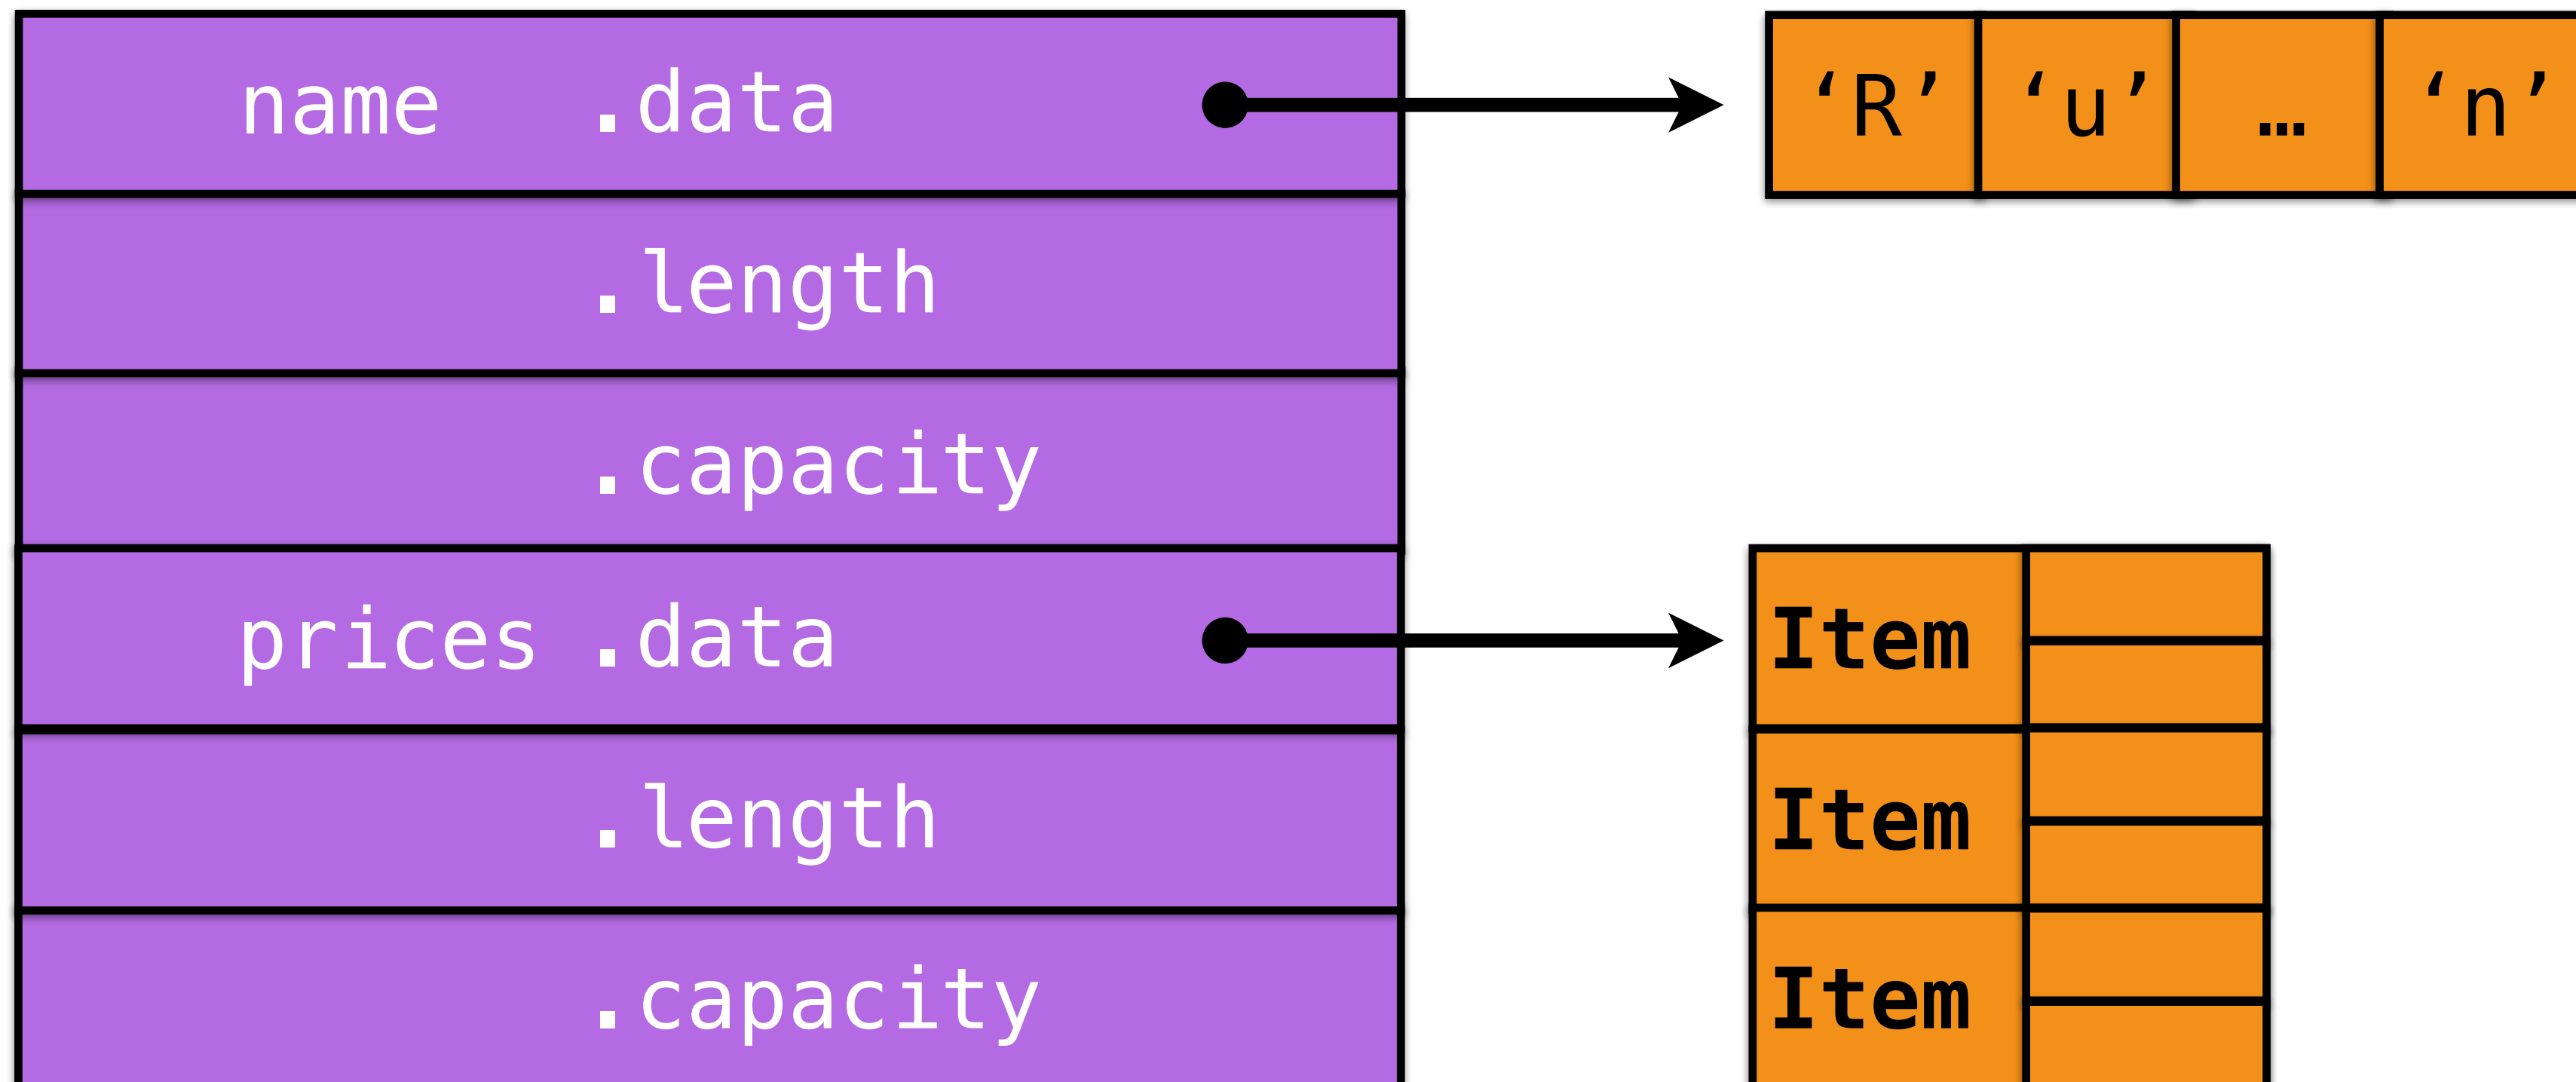 name .data ‘R’ ‘u’ … ‘n’
.length
.capacity
prices .data Item
.length Item
.capacity Item